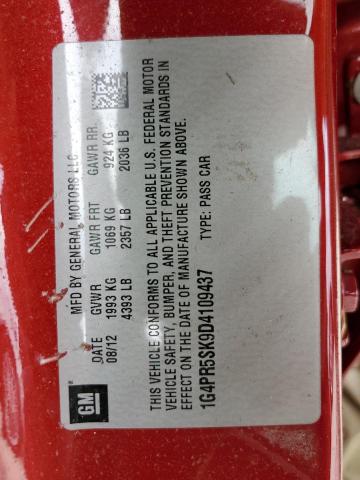 GM
MFD BY GENERAL MOTORS LLC
DATE GVWR GAWR FRT GAWR RR.
08/12 1993 KG 1069 KG 924 KG
4393 LB 2357 LB 2036 LB
THIS VEHICLE CONFORMS TO ALL APPLICABLE U.S. FEDERAL MOTOR
VEHICLE SAFETY, BUMPER, AND THEFT PREVENTION STANDARDS IN
EFFECT ON THE DATE OF MANUFACTURE SHOWN ABOVE.
1G4PR5SK9D4109437 TYPE: PASS CAR